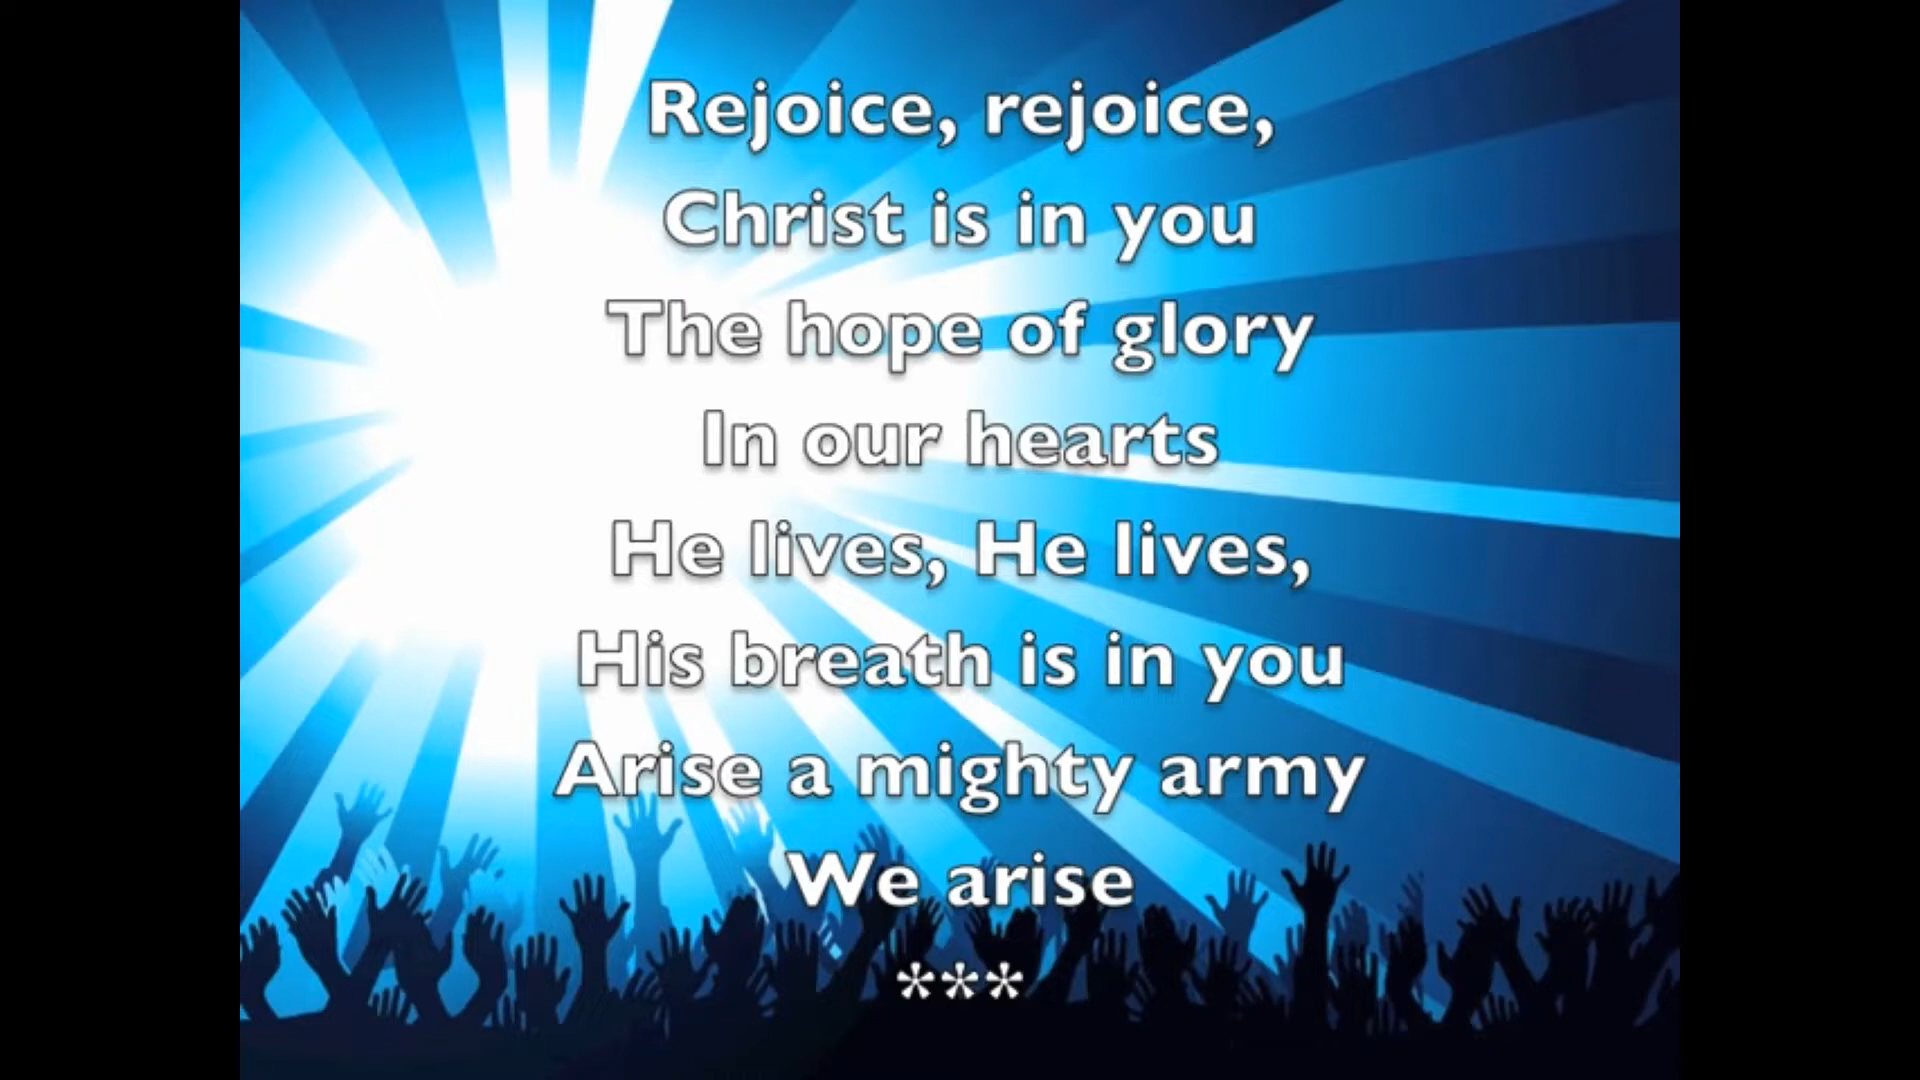 Rejoice, rejoice,
Christ is in you
The hope of glory
In our hearts
He lives, He lives,
His breath is in you
Arise a mighty army
We arise
***